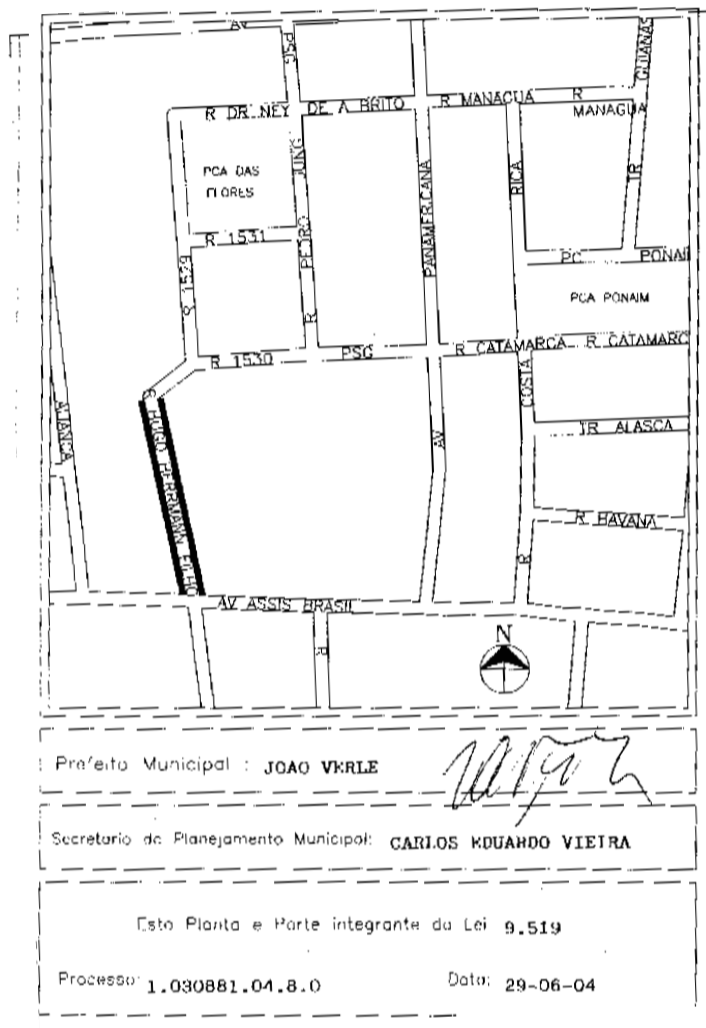 AV
PSG
GUIANAS
R DR NEY DE A BRITO
R MANAGUA R
MANAGUA
PCA DAS
FLORES
JUNG
PEDRO
R
PANAMERICANA
AV
RICA
COSTA
R
TR
R 1531
R 1529
PC PONAI
PCA PONAIM
R 1530
PSG
R CATAMARCA
R CATAMARC
R HUGO HERRMANN FILHO
TR ALASCA
R HAVANA
AV ASSIS BRASIL
R
N
Prefeito Municipal : JOAO VERLE
Secretario do Planejamento Municipal: CARLOS EDUARDO VIEIRA
Esta Planta e Parte integrante da Lei 9.519
Processo: 1.030881.04.8.0
Data: 29-06-04